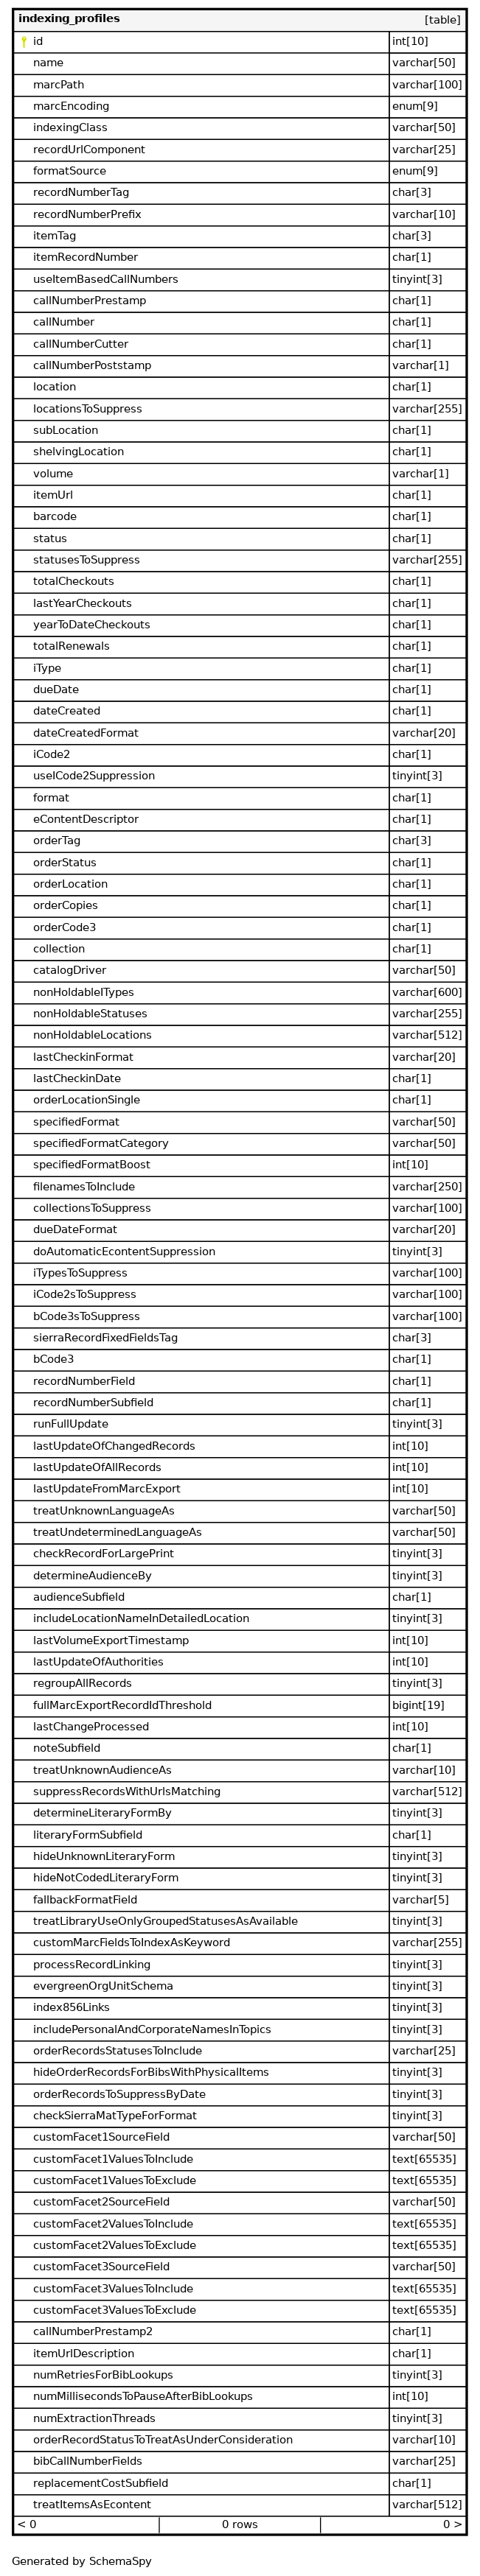 indexing_profiles [table]
id int[10]
name varchar[50]
marcPath varchar[100]
marcEncoding enum[9]
indexingClass varchar[50]
recordUrlComponent varchar[25]
formatSource enum[9]
recordNumberTag char[3]
recordNumberPrefix varchar[10]
itemTag char[3]
itemRecordNumber char[1]
useItemBasedCallNumbers tinyint[3]
callNumberPrestamp char[1]
callNumber char[1]
callNumberCutter char[1]
callNumberPoststamp varchar[1]
location char[1]
locationsToSuppress varchar[255]
subLocation char[1]
shelvingLocation char[1]
volume varchar[1]
itemUrl char[1]
barcode char[1]
status char[1]
statusesToSuppress varchar[255]
totalCheckouts char[1]
lastYearCheckouts char[1]
yearToDateCheckouts char[1]
totalRenewals char[1]
iType char[1]
dueDate char[1]
dateCreated char[1]
dateCreatedFormat varchar[20]
iCode2 char[1]
useICode2Suppression tinyint[3]
format char[1]
eContentDescriptor char[1]
orderTag char[3]
orderStatus char[1]
orderLocation char[1]
orderCopies char[1]
orderCode3 char[1]
collection char[1]
catalogDriver varchar[50]
nonHoldableITypes varchar[600]
nonHoldableStatuses varchar[255]
nonHoldableLocations varchar[512]
lastCheckinFormat varchar[20]
lastCheckinDate char[1]
orderLocationSingle char[1]
specifiedFormat varchar[50]
specifiedFormatCategory varchar[50]
specifiedFormatBoost int[10]
filenamesToInclude varchar[250]
collectionsToSuppress varchar[100]
dueDateFormat varchar[20]
doAutomaticEcontentSuppression tinyint[3]
iTypesToSuppress varchar[100]
iCode2sToSuppress varchar[100]
bCode3sToSuppress varchar[100]
sierraRecordFixedFieldsTag char[3]
bCode3 char[1]
recordNumberField char[1]
recordNumberSubfield char[1]
runFullUpdate tinyint[3]
lastUpdateOfChangedRecords int[10]
lastUpdateOfAllRecords int[10]
lastUpdateFromMarcExport int[10]
treatUnknownLanguageAs varchar[50]
treatUndeterminedLanguageAs varchar[50]
checkRecordForLargePrint tinyint[3]
determineAudienceBy tinyint[3]
audienceSubfield char[1]
includeLocationNameInDetailedLocation tinyint[3]
lastVolumeExportTimestamp int[10]
lastUpdateOfAuthorities int[10]
regroupAllRecords tinyint[3]
fullMarcExportRecordIdThreshold bigint[19]
lastChangeProcessed int[10]
noteSubfield char[1]
treatUnknownAudienceAs varchar[10]
suppressRecordsWithUrlsMatching varchar[512]
determineLiteraryFormBy tinyint[3]
literaryFormSubfield char[1]
hideUnknownLiteraryForm tinyint[3]
hideNotCodedLiteraryForm tinyint[3]
fallbackFormatField varchar[5]
treatLibraryUseOnlyGroupedStatusesAsAvailable tinyint[3]
customMarcFieldsToIndexAsKeyword varchar[255]
processRecordLinking tinyint[3]
evergreenOrgUnitSchema tinyint[3]
index856Links tinyint[3]
includePersonalAndCorporateNamesInTopics tinyint[3]
orderRecordsStatusesToInclude varchar[25]
hideOrderRecordsForBibsWithPhysicalItems tinyint[3]
orderRecordsToSuppressByDate tinyint[3]
checkSierraMatTypeForFormat tinyint[3]
customFacet1SourceField varchar[50]
customFacet1ValuesToInclude text[65535]
customFacet1ValuesToExclude text[65535]
customFacet2SourceField varchar[50]
customFacet2ValuesToInclude text[65535]
customFacet2ValuesToExclude text[65535]
customFacet3SourceField varchar[50]
customFacet3ValuesToInclude text[65535]
customFacet3ValuesToExclude text[65535]
callNumberPrestamp2 char[1]
itemUrlDescription char[1]
numRetriesForBibLookups tinyint[3]
numMillisecondsToPauseAfterBibLookups int[10]
numExtractionThreads tinyint[3]
orderRecordStatusToTreatAsUnderConsideration varchar[10]
bibCallNumberFields varchar[25]
replacementCostSubfield char[1]
treatItemsAsEcontent varchar[512]
< 0 0 rows 0 >
Generated by SchemaSpy